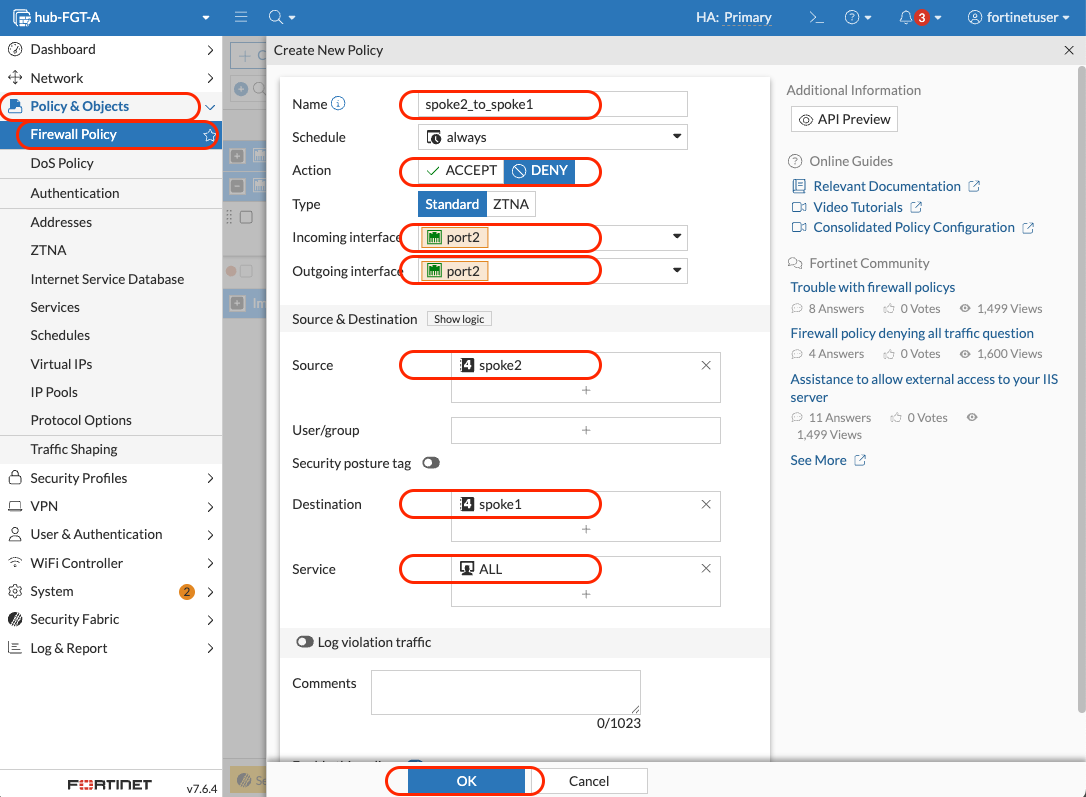 hub-FGT-A
HA: Primary
3
fortinetuser
Dashboard
Network
Policy & Objects
Firewall Policy
DoS Policy
Authentication
Addresses
ZTNA
Internet Service Database
Services
Schedules
Virtual IPs
IP Pools
Protocol Options
Traffic Shaping
Security Profiles
VPN
User & Authentication
WiFi Controller
System
2
Security Fabric
Log & Report
FORTINET
v7.6.4
Create New Policy
Name
spoke2_to_spoke1
Schedule
always
Action
ACCEPT
DENY
Type
Standard
ZTNA
Incoming interface
port2
Outgoing interface
port2
Source & Destination
Show logic
Source
4 spoke2
User/group
Security posture tag
Destination
4 spoke1
Service
ALL
Log violation traffic
Comments
0/1023
OK
Cancel
Additional Information
API Preview
Online Guides
Relevant Documentation
Video Tutorials
Consolidated Policy Configuration
Fortinet Community
Trouble with firewall policys
8 Answers 0 Votes 1,499 Views
Firewall policy denying all traffic question
4 Answers 0 Votes 1,600 Views
Assistance to allow external access to your IIS
server
11 Answers 0 Votes
1,499 Views
See More